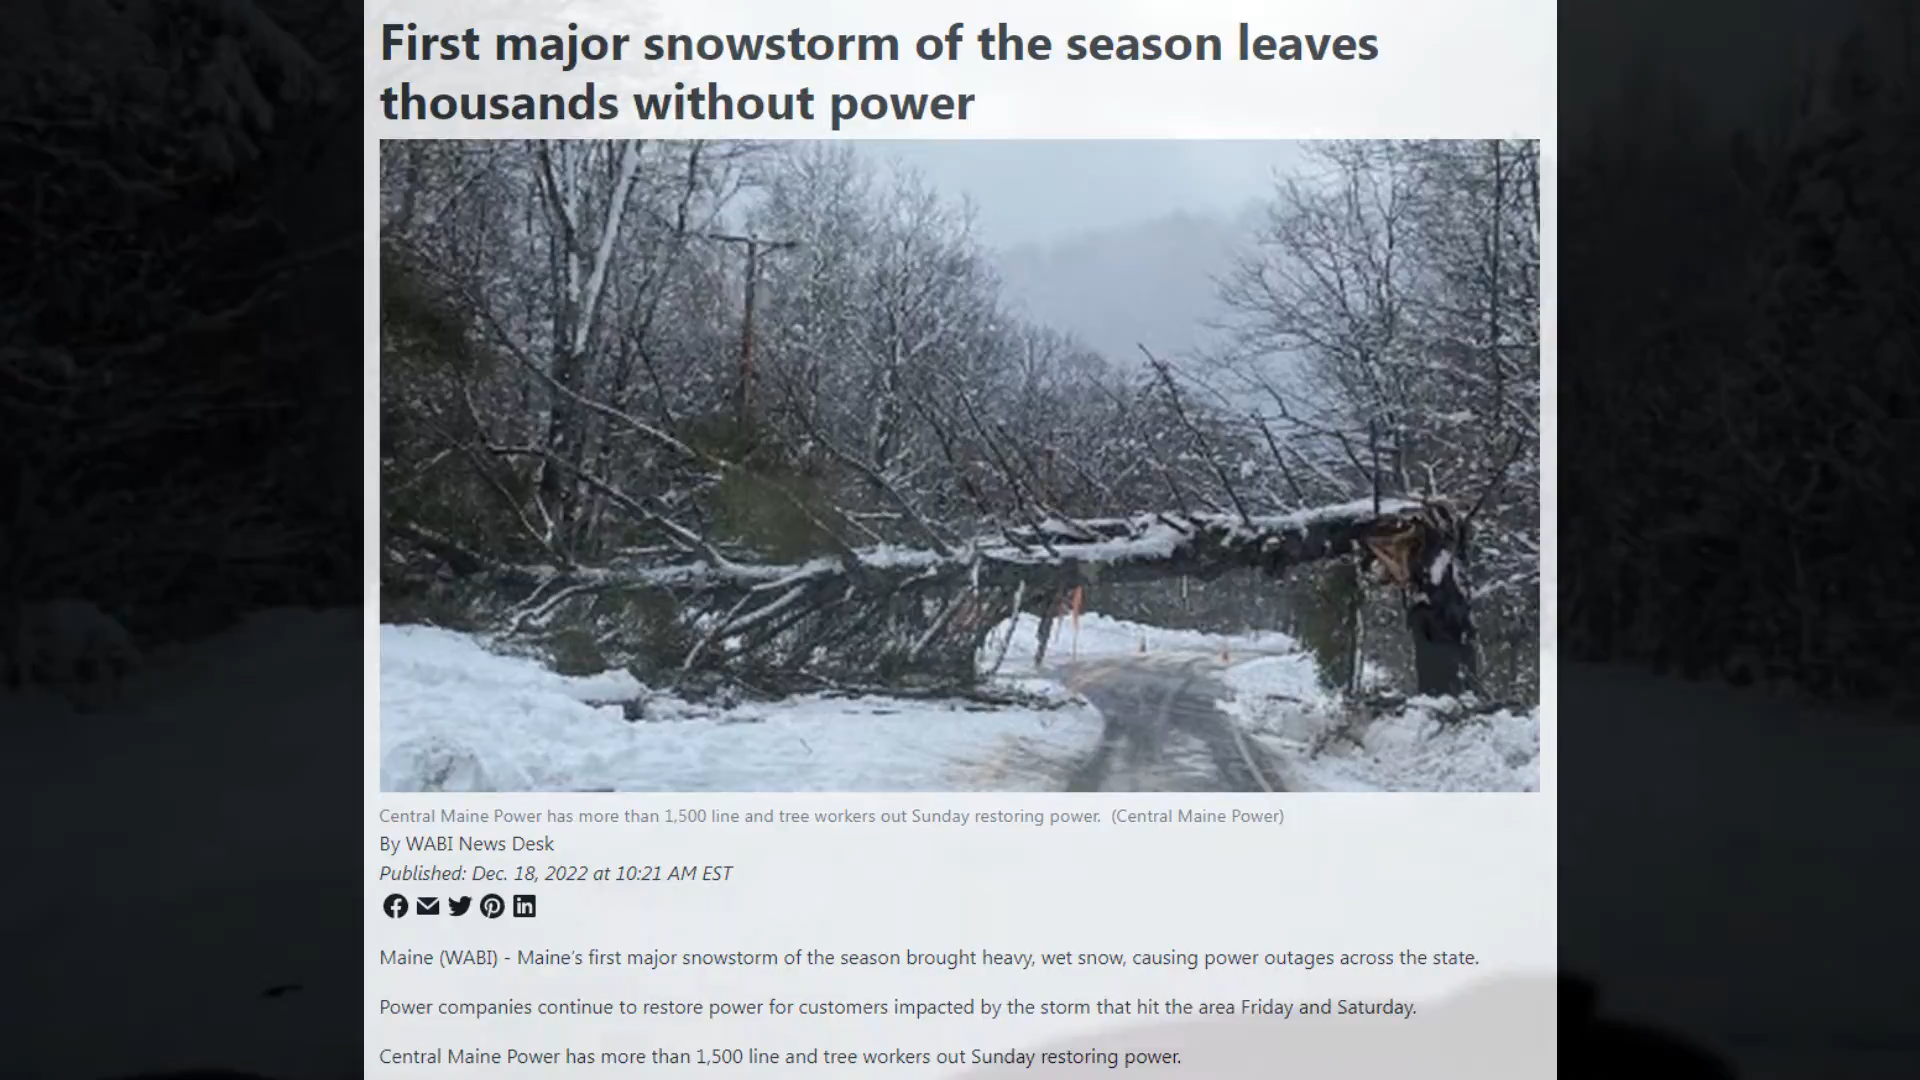 First major snowstorm of the season leaves
thousands without power
Central Maine Power has more than 1,500 line and tree workers out Sunday restoring power. (Central Maine Power)
By WABI News Desk
Published: Dec. 18, 2022 at 10:21 AM EST
Maine (WABI) - Maine's first major snowstorm of the season brought heavy, wet snow, causing power outages across the state.
Power companies continue to restore power for customers impacted by the storm that hit the area Friday and Saturday.
Central Maine Power has more than 1,500 line and tree workers out Sunday restoring power.